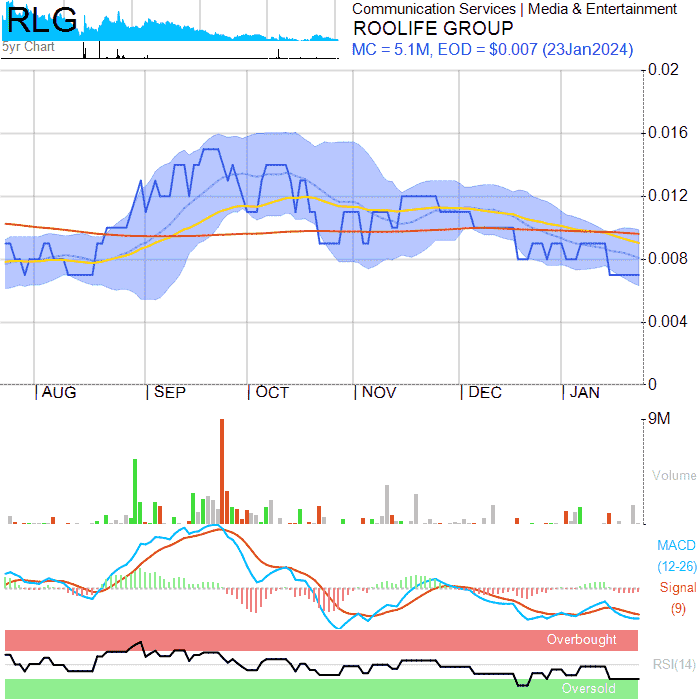 RLG
5yr Chart
Communication Services | Media & Entertainment
ROOLIFE GROUP
MC = 5.1M, EOD = $0.007 (23Jan2024)
0.02
0.016
0.012
0.008
0.004
0
AUG SEP OCT NOV DEC JAN
9M
Volume
MACD
(12-26)
Signal
(9)
Overbought
RSI(14)
Oversold